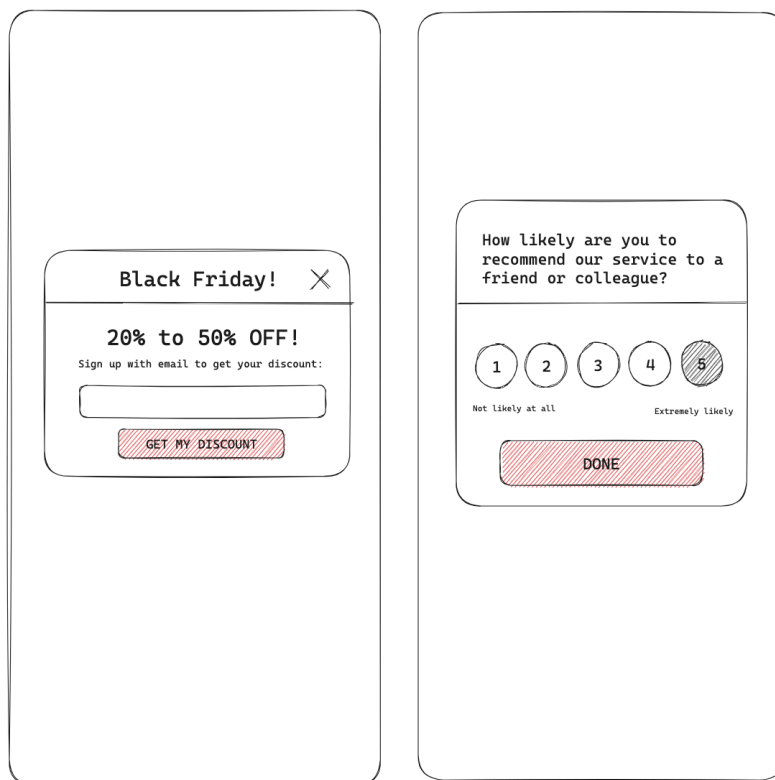 Black Friday!
20% to 50% OFF!
Sign up with email to get your discount:
GET MY DISCOUNT
How likely are you to
recommend our service to a
friend or colleague?
1 2 3 4 5
Not likely at all
Extremely likely
DONE